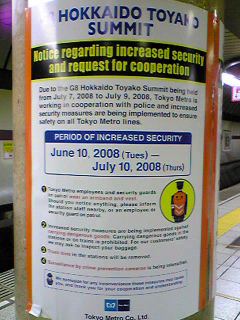 G8 HOKKAIDO TOYAKO
SUMMIT
Notice regarding increased security
and request for cooperation
Due to the G8 Hokkaido Toyako Summit being held
from July 7, 2008 to July 9, 2008, Tokyo Metro is
working in cooperation with police and increased
security measures are being implemented to ensure
safety on all Tokyo Metro lines.
PERIOD OF INCREASED SECURITY
June 10, 2008 (Tues) —
July 10, 2008 (Thurs)
1 Tokyo Metro employees and security guards
on patrol wear an armband and vest.
Should you notice anything, please inform
the station staff nearby, or an employee or
security guard on patrol.
2 Increased security measures are being implemented against
carrying dangerous goods. Carrying dangerous goods in the
stations or on trains is prohibited. For our customers' safety
we may ask to inspect your baggage.
3 Trash bins in the stations will be removed.
4 Surveillance by crime prevention cameras is being intensified.
We apologize for any inconvenience these measures may cause
you, and thank you for your cooperation and understanding.
Tokyo Metro Co., Ltd.